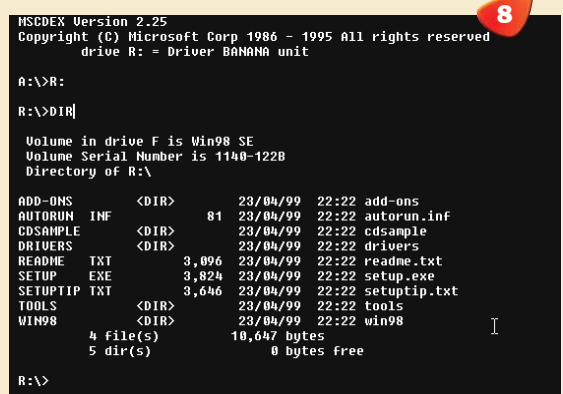 8
MSCDEX Version 2.25
Copyright (C) Microsoft Corp 1986 - 1995 All rights reserved
drive R: = Driver BANANA unit
A:\>R:
R:\>DIR
Volume in drive F is Win98 SE
Volume Serial Number is 1140-122B
Directory of R:\
ADD-ONS <DIR> 23/04/99 22:22 add-ons
AUTORUN INF 81 23/04/99 22:22 autorun.inf
CDSAMPLE <DIR> 23/04/99 22:22 cdsample
DRIVERS <DIR> 23/04/99 22:22 drivers
README TXT 3,096 23/04/99 22:22 readme.txt
SETUP EXE 3,824 23/04/99 22:22 setup.exe
SETUPTIP TXT 3,646 23/04/99 22:22 setuptip.txt
TOOLS <DIR> 23/04/99 22:22 tools
WIN98 <DIR> 23/04/99 22:22 win98
4 file(s) 10,647 bytes
5 dir(s) 0 bytes free
R:\>